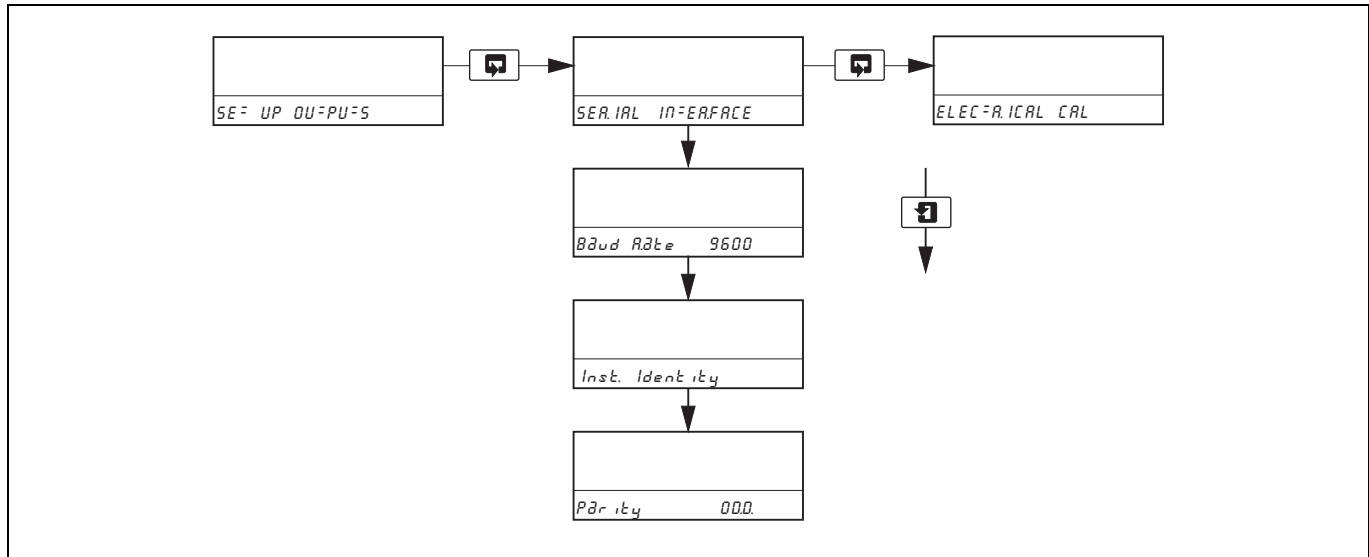 SET UP OUTPUTS
SERIAL INTERFACE
ELECTRICAL CAL
Baud Rate 9600
Inst. Identity
Parity ODD